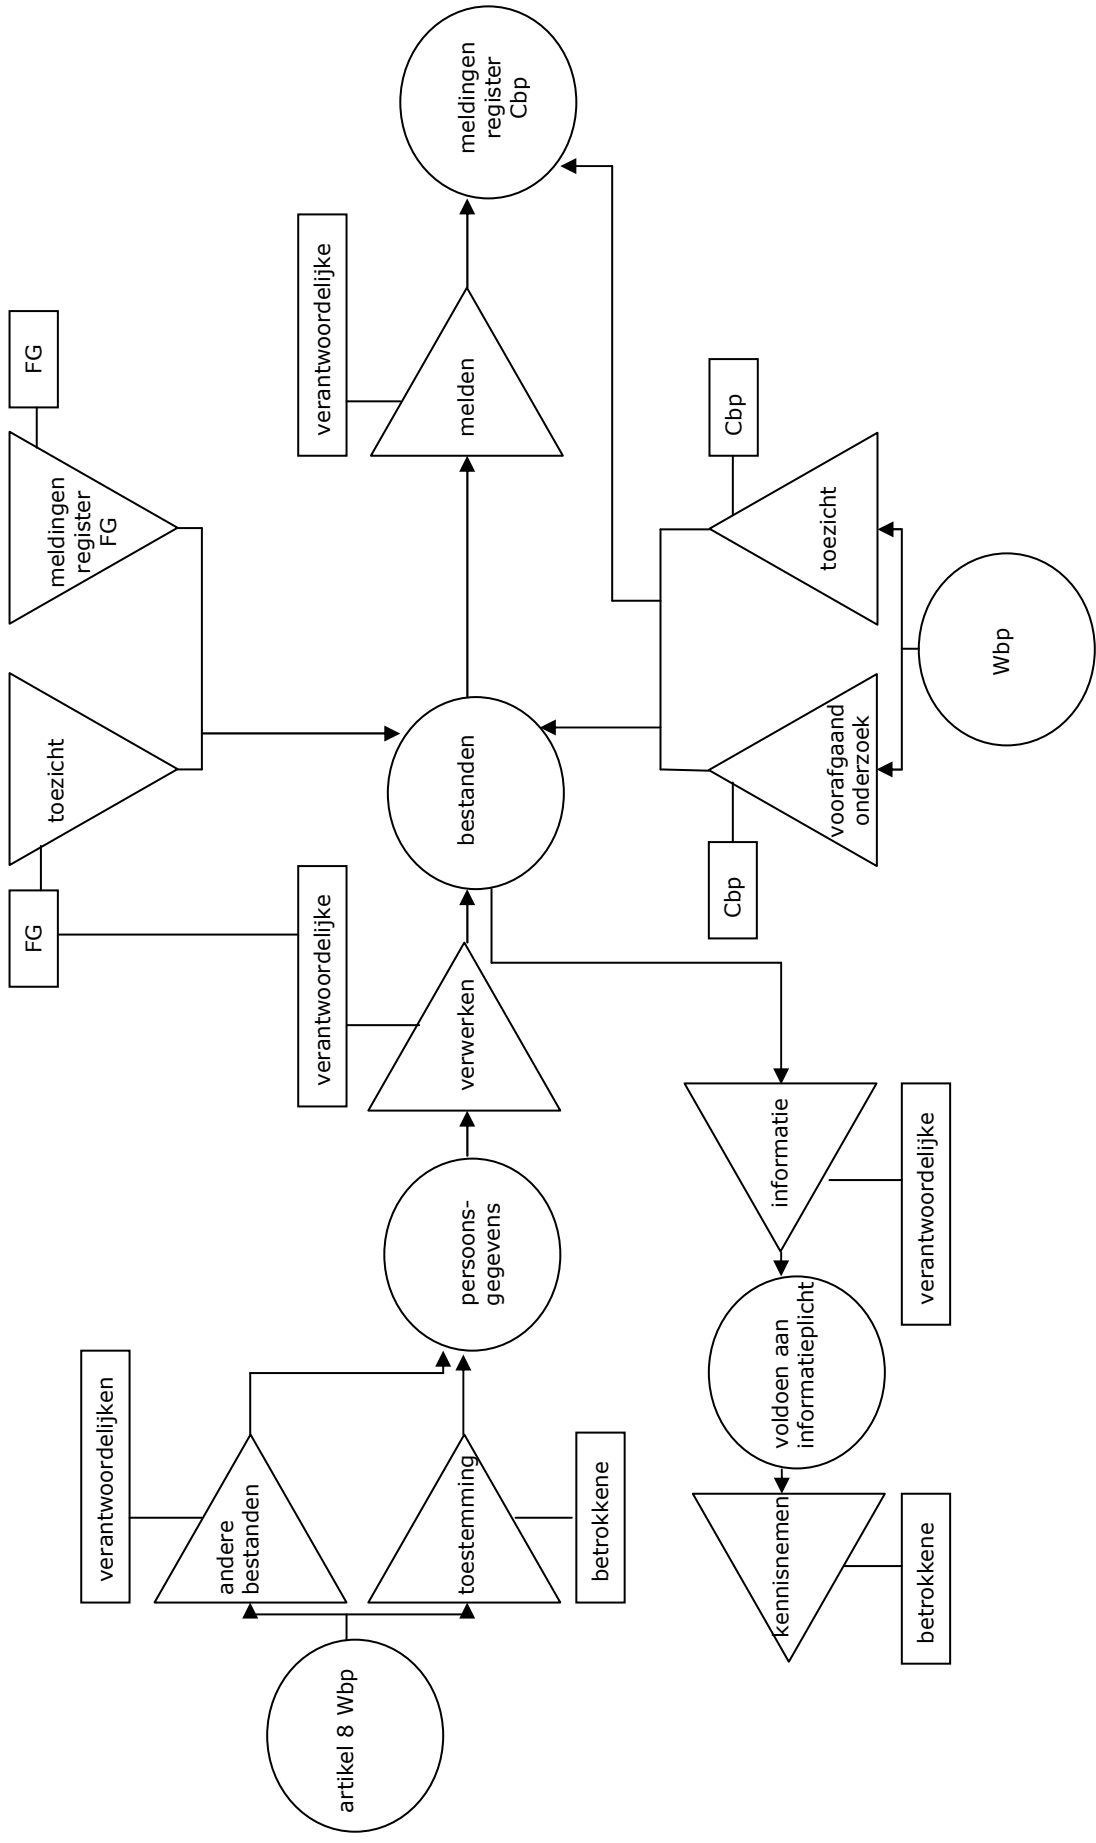 FG
toezicht
meldingen
register
FG
FG
verantwoordelijken
andere
bestanden
verantwoordelijke
verantwoordelijke
artikel 8 Wbp
toestemming
persoons-
gegevens
verwerken
bestanden
melden
meldingen
register
Cbp
betrokkene
Cbp
Cbp
kennisnemen
voldoen aan
informatieplicht
informatie
voorafgaand
onderzoek
toezicht
betrokkene
verantwoordelijke
Wbp